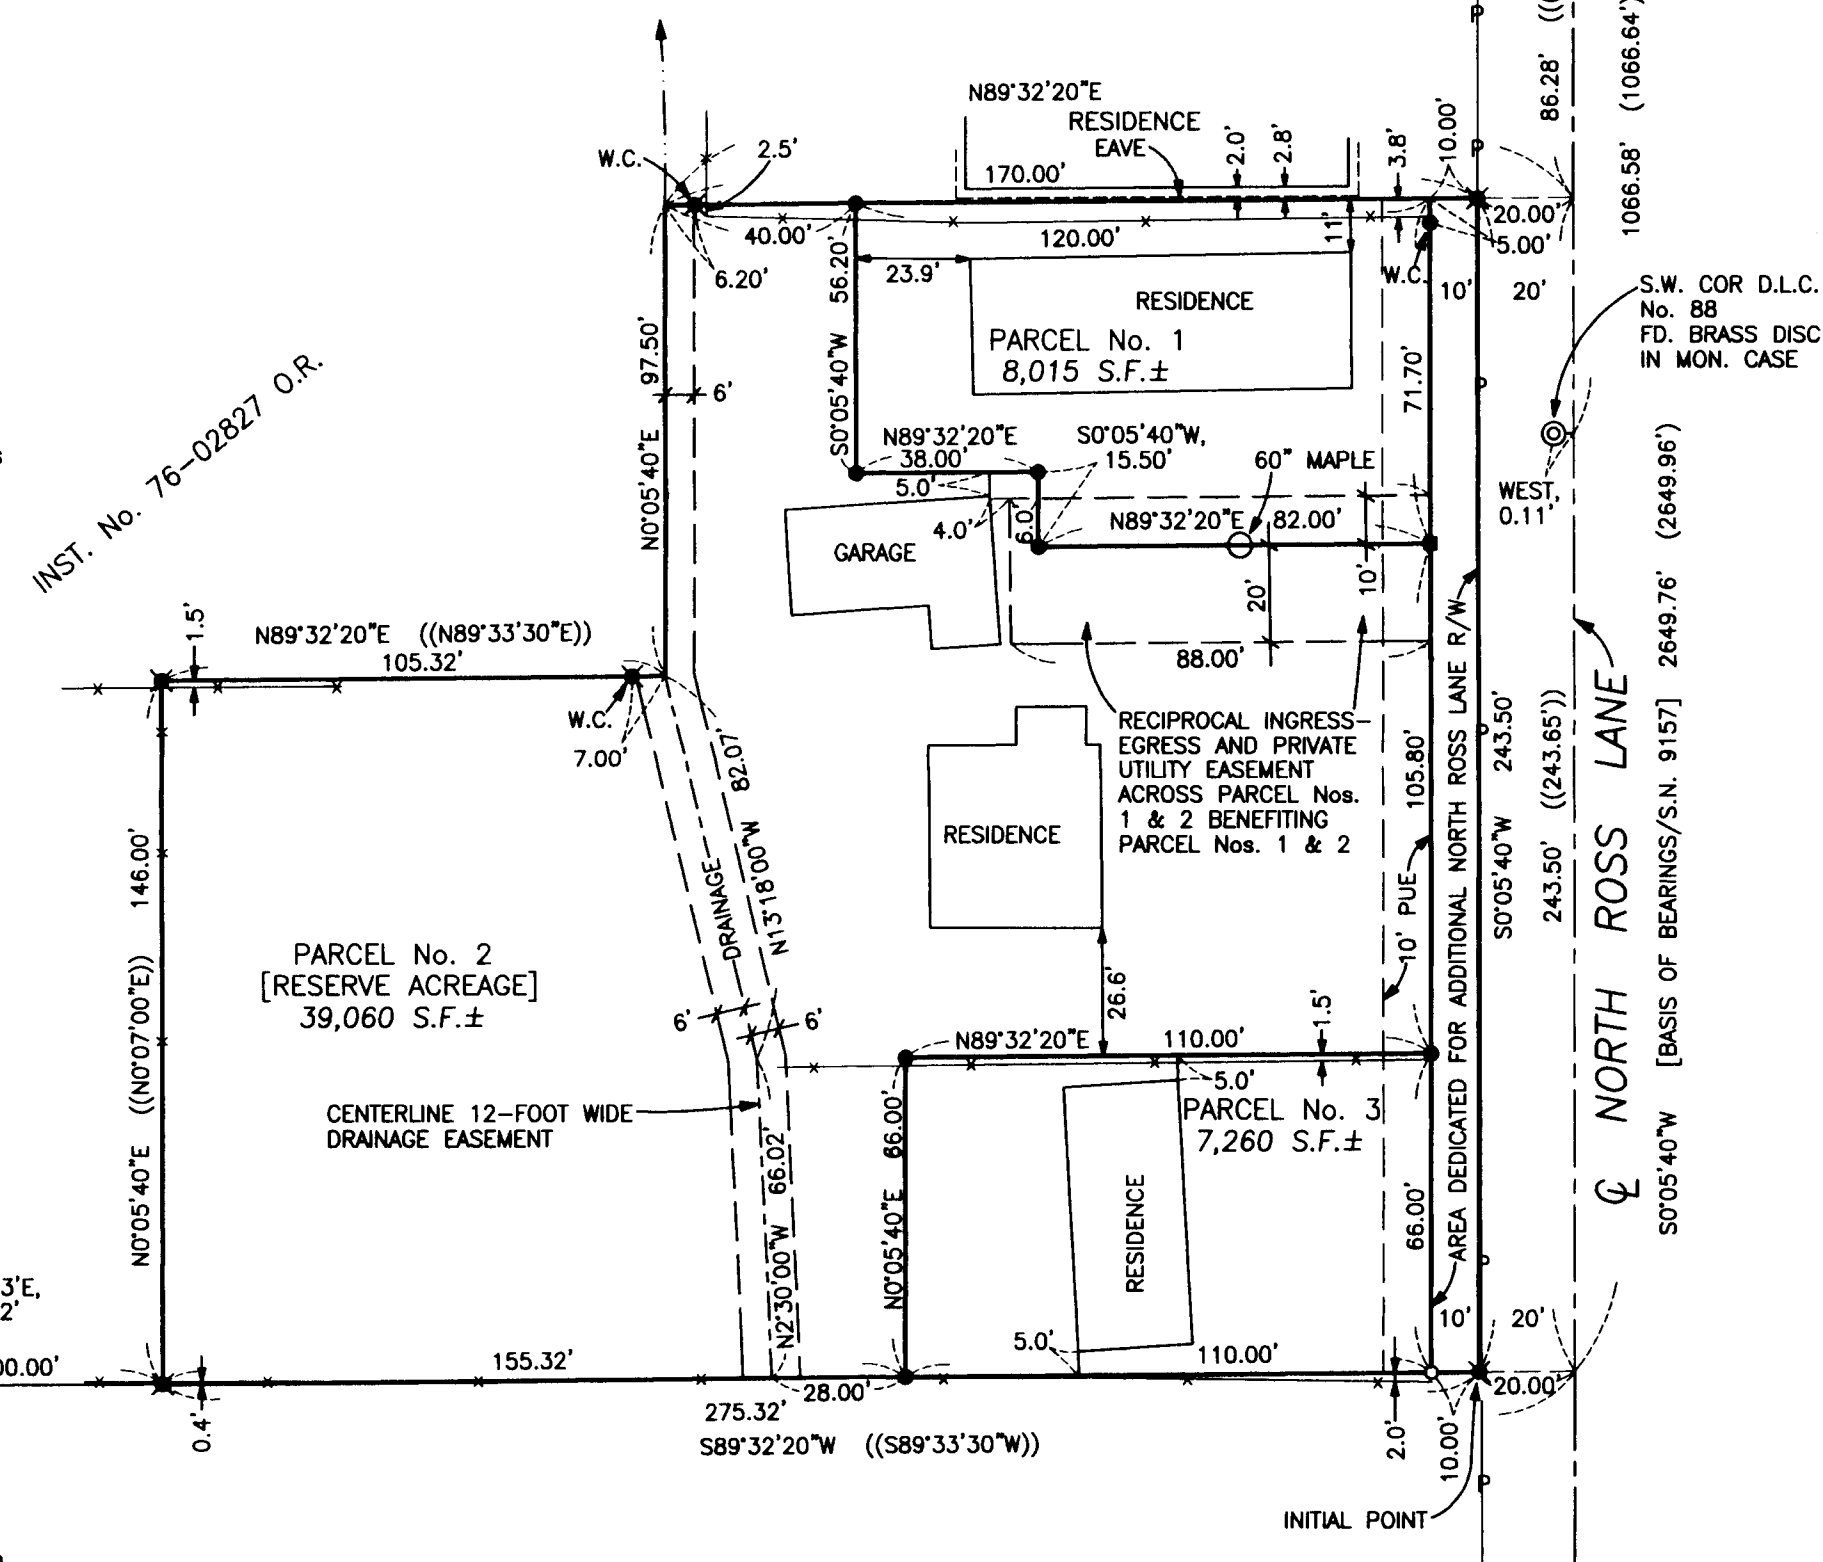 N89°32'20"E
RESIDENCE
EAVE
170.00'
2.0'
2.8'
3.8'
10.00'
P
P
86.28'
1066.58' (1066.64')
W.C.
2.5'
40.00'
120.00'
11'
20.00'
5.00'
6.20'
23.9'
W.C.
10'
20'
S0°05'40"W 56.20'
RESIDENCE
PARCEL No. 1
8,015 S.F.±
S.W. COR D.L.C.
No. 88
FD. BRASS DISC
IN MON. CASE
N0°05'40"E 97.50'
6'
71.70'
P
INST. No. 76-02827 O.R.
N89°32'20"E
38.00'
S0°05'40"W,
15.50'
60" MAPLE
5.0'
4.0'
6.0'
N89°32'20"E 82.00'
WEST,
0.11'
GARAGE
20'
10'
88.00'
1.5'
N89°32'20"E ((N89°33'30"E))
105.32'
W.C.
7.00'
RECIPROCAL INGRESS-
EGRESS AND PRIVATE
UTILITY EASEMENT
ACROSS PARCEL Nos.
1 & 2 BENEFITING
PARCEL Nos. 1 & 2
N13°18'00"W 82.07'
DRAINAGE
RESIDENCE
105.80'
10' PUE
AREA DEDICATED FOR ADDITIONAL NORTH ROSS LANE R/W
P
S0°05'40"W 243.50'
243.50' ((243.65'))
℄ NORTH ROSS LANE
S0°05'40"W [BASIS OF BEARINGS/S.N. 9157] 2649.76' (2649.96')
N0°05'40"E ((N0°07'00"E)) 146.00'
PARCEL No. 2
[RESERVE ACREAGE]
39,060 S.F.±
6'
6'
26.6'
N89°32'20"E 110.00'
1.5'
5.0'
PARCEL No. 3
7,260 S.F.±
CENTERLINE 12-FOOT WIDE
DRAINAGE EASEMENT
N2°30'00"W 66.02'
N0°05'40"E 66.00'
RESIDENCE
66.00'
P
10'
20'
3'E,
2'
00.00'
0.4'
155.32'
5.0'
110.00'
28.00'
275.32'
S89°32'20"W ((S89°33'30"W))
2.0'
10.00'
20.00'
P
INITIAL POINT